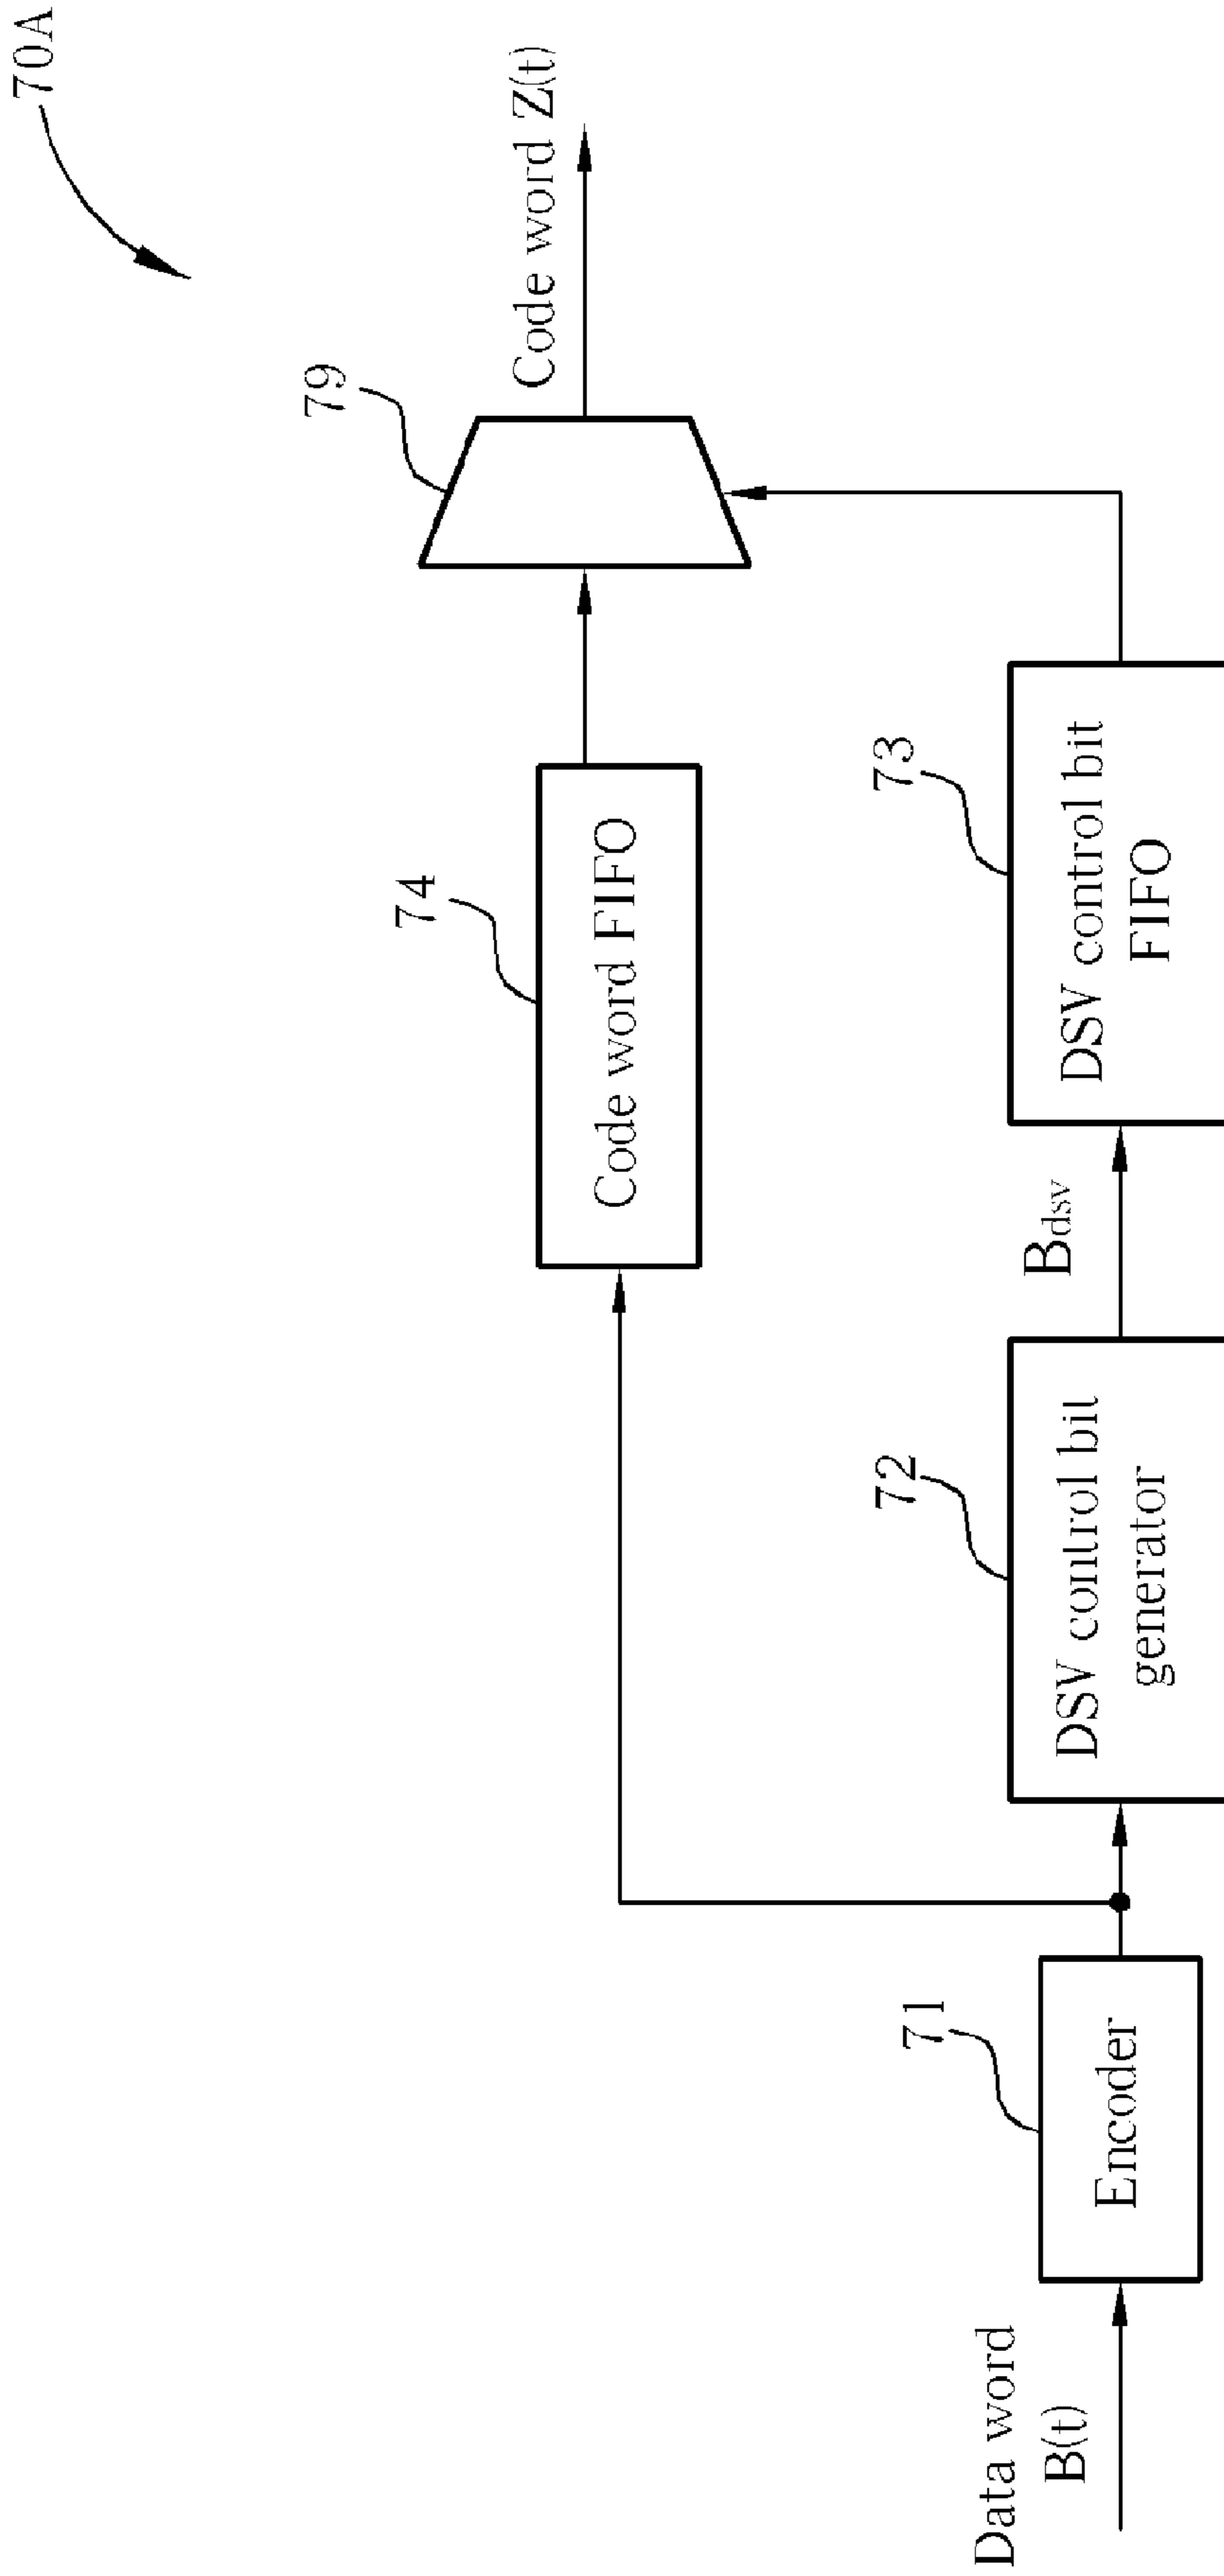 70A
79
Code word Z(t)
74
Code word FIFO
73
DSV control bit
FIFO
Bdsv
72
DSV control bit
generator
71
Encoder
Data word
B(t)